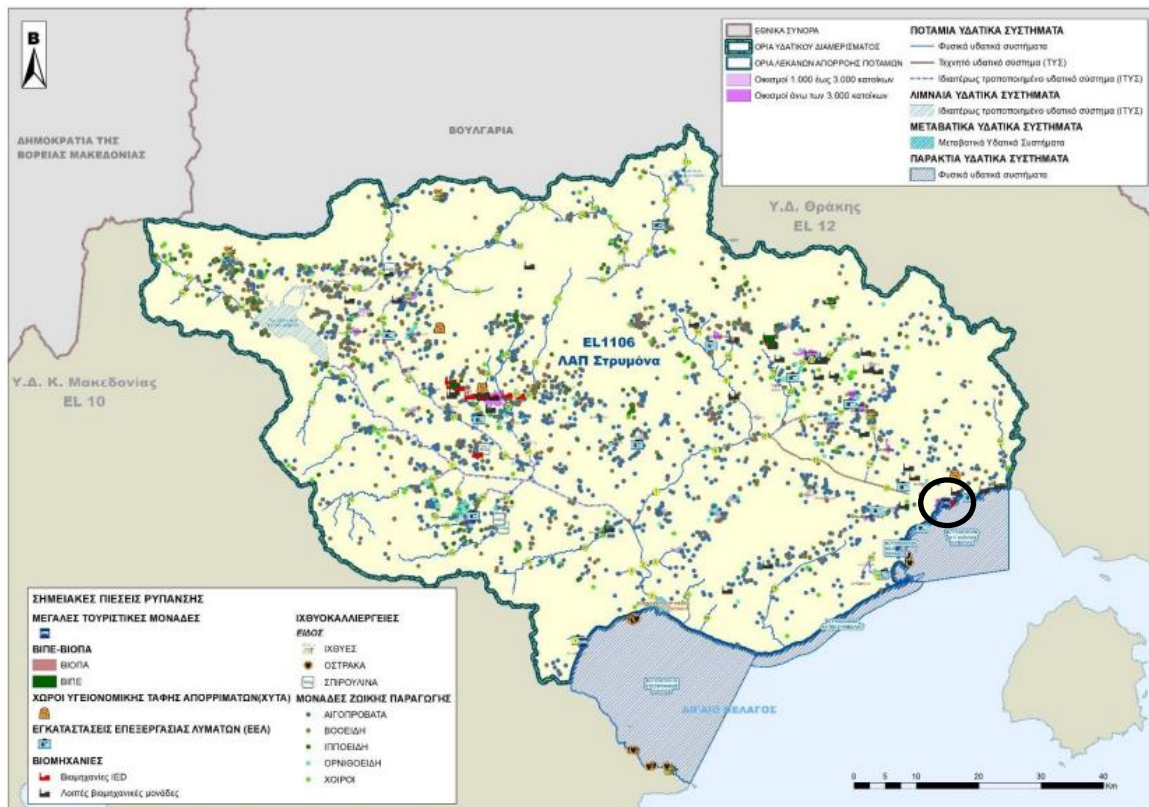 Β
ΔΗΜΟΚΡΑΤΙΑ ΤΗΣ
ΒΟΡΕΙΑΣ ΜΑΚΕΔΟΝΙΑΣ
ΒΟΥΛΓΑΡΙΑ
ΕΘΝΙΚΑ ΣΥΝΟΡΑ
ΟΡΙΑ ΥΔΑΤΙΚΟΥ ΔΙΑΜΕΡΙΣΜΑΤΟΣ
ΟΡΙΑ ΛΕΚΑΝΩΝ ΑΠΟΡΡΟΗΣ ΠΟΤΑΜΩΝ
Οικισμοί 1.000 έως 3.000 κατοίκων
Οικισμοί άνω των 3.000 κατοίκων
ΠΟΤΑΜΙΑ ΥΔΑΤΙΚΑ ΣΥΣΤΗΜΑΤΑ
Φυσικά υδατικά συστήματα
Τεχνητό υδατικό σύστημα (ΤΥΣ)
Ιδιαιτέρως τροποποιημένο υδατικό σύστημα (ΙΤΥΣ)
ΛΙΜΝΑΙΑ ΥΔΑΤΙΚΑ ΣΥΣΤΗΜΑΤΑ
Ιδιαιτέρως τροποποιημένο υδατικό σύστημα (ΙΤΥΣ)
ΜΕΤΑΒΑΤΙΚΑ ΥΔΑΤΙΚΑ ΣΥΣΤΗΜΑΤΑ
Μεταβατικά Υδατικά Συστήματα
ΠΑΡΑΚΤΙΑ ΥΔΑΤΙΚΑ ΣΥΣΤΗΜΑΤΑ
Φυσικά υδατικά συστήματα
Υ.Δ. Θράκης
EL 12
EL1106
ΛΑΠ Στρυμόνα
Υ.Δ. Κ. Μακεδονίας
EL 10
ΑΙΓΑΙΟ ΠΕΛΑΓΟΣ
ΣΗΜΕΙΑΚΕΣ ΠΙΕΣΕΙΣ ΡΥΠΑΝΣΗΣ
ΜΕΓΑΛΕΣ ΤΟΥΡΙΣΤΙΚΕΣ ΜΟΝΑΔΕΣ
ΒΙΠΕ-ΒΙΟΠΑ
ΒΙΟΠΑ
ΒΙΠΕ
ΧΩΡΟΙ ΥΓΕΙΟΝΟΜΙΚΗΣ ΤΑΦΗΣ ΑΠΟΡΡΙΜΑΤΩΝ(ΧΥΤΑ)
ΕΓΚΑΤΑΣΤΑΣΕΙΣ ΕΠΕΞΕΡΓΑΣΙΑΣ ΛΥΜΑΤΩΝ (ΕΕΛ)
ΒΙΟΜΗΧΑΝΙΕΣ
Βιομηχανίες IED
Λοιπές βιομηχανικές μονάδες
ΙΧΘΥΟΚΑΛΛΙΕΡΓΕΙΕΣ
ΕΙΔΟΣ
ΙΧΘΥΕΣ
ΟΣΤΡΑΚΑ
ΣΠΙΡΟΥΛΙΝΑ
ΜΟΝΑΔΕΣ ΖΩΙΚΗΣ ΠΑΡΑΓΩΓΗΣ
ΑΙΓΟΠΡΟΒΑΤΑ
ΒΟΟΕΙΔΗ
ΙΠΠΟΕΙΔΗ
ΟΡΝΙΘΟΕΙΔΗ
ΧΟΙΡΟΙ
0 5 10 20 30 40
Km